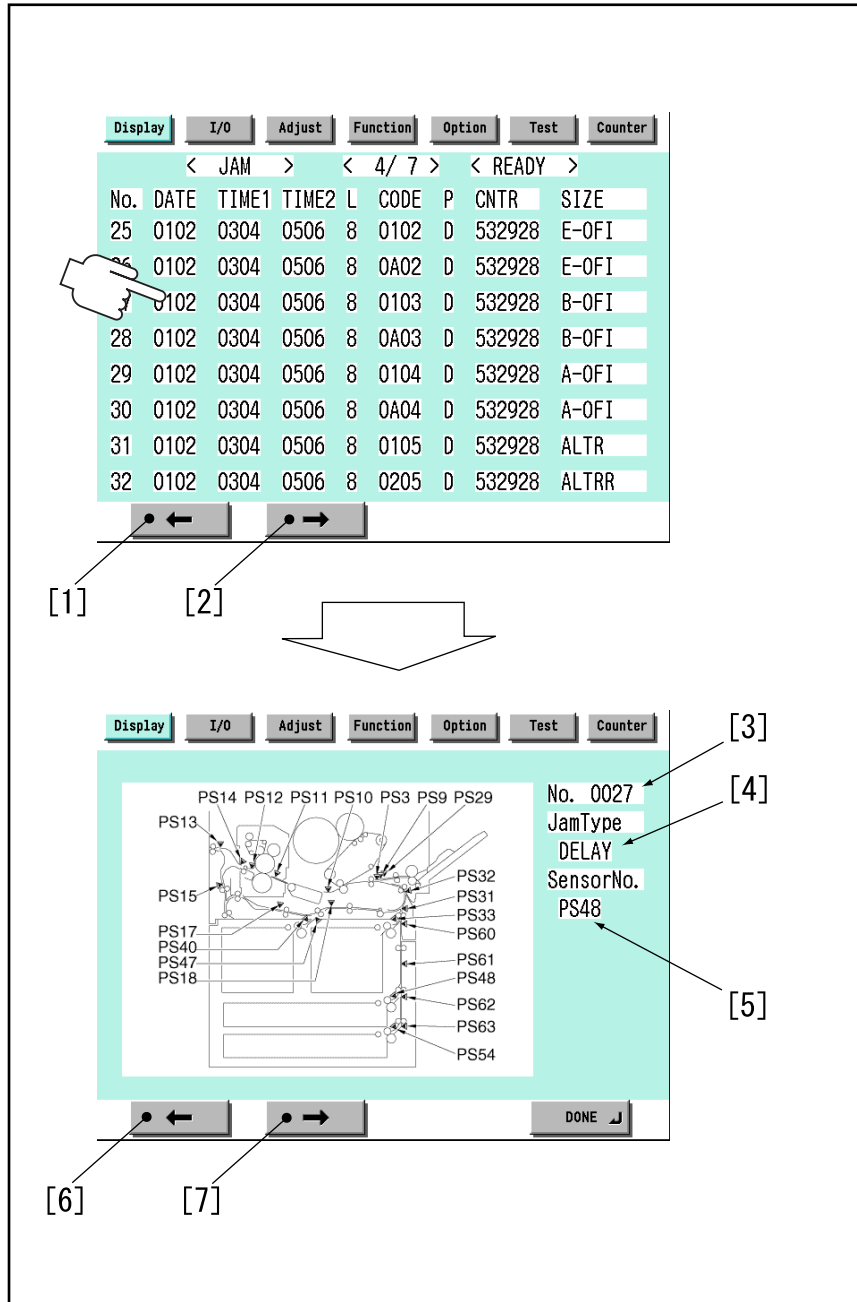 Display I/O Adjust Function Option Test Counter
< JAM > < 4/ 7 > < READY >
No. DATE TIME1 TIME2 L CODE P CNTR SIZE
25 0102 0304 0506 8 0102 D 532928 E-OFI
0102 0304 0506 8 0A02 D 532928 E-OFI
0102 0304 0506 8 0103 D 532928 B-OFI
28 0102 0304 0506 8 0A03 D 532928 B-OFI
29 0102 0304 0506 8 0104 D 532928 A-OFI
30 0102 0304 0506 8 0A04 D 532928 A-OFI
31 0102 0304 0506 8 0105 D 532928 ALTR
32 0102 0304 0506 8 0205 D 532928 ALTRR
[1] [2]
Display I/O Adjust Function Option Test Counter
[3]
PS14 PS12 PS11 PS10 PS3 PS9 PS29
No. 0027
[4]
PS13
JamType
DELAY
PS32
SensorNo.
PS15
PS31
PS48
PS33
PS17
PS60
PS40
PS47
PS61
PS18
PS48
[5]
PS62
PS63
PS54
DONE
[6] [7]